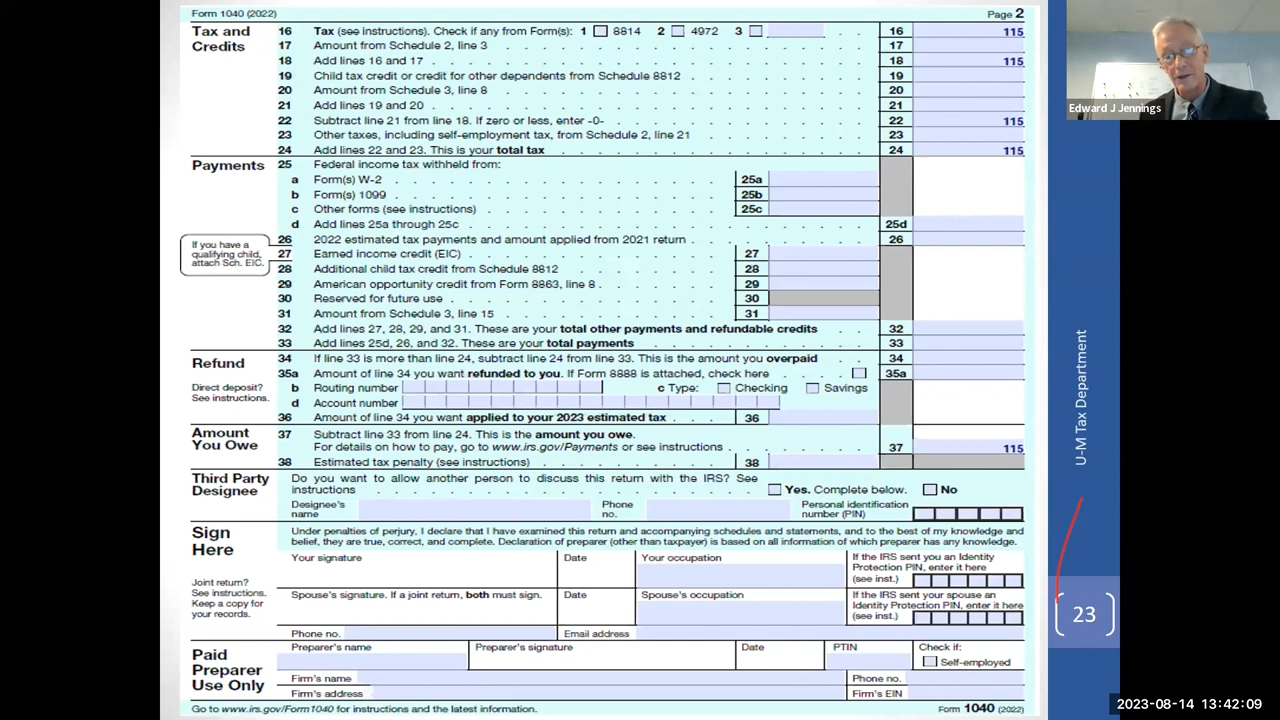 Form 1040 (2022) Page 2
Tax and Credits
16 Tax (see instructions). Check if any from Form(s): 1 8814 2 4972 3 . . 16 115
17 Amount from Schedule 2, line 3 17
18 Add lines 16 and 17 18 115
19 Child tax credit or credit for other dependents from Schedule 8812 19
20 Amount from Schedule 3, line 8 20
21 Add lines 19 and 20 21
22 Subtract line 21 from line 18. If zero or less, enter -0- 22 115
23 Other taxes, including self-employment tax, from Schedule 2, line 21 23
24 Add lines 22 and 23. This is your total tax 24 115
Payments
25 Federal income tax withheld from:
a Form(s) W-2 25a
b Form(s) 1099 25b
c Other forms (see instructions) 25c
d Add lines 25a through 25c 25d
If you have a
qualifying child,
attach Sch. EIC.
26 2022 estimated tax payments and amount applied from 2021 return 26
27 Earned income credit (EIC) 27
28 Additional child tax credit from Schedule 8812 28
29 American opportunity credit from Form 8863, line 8 29
30 Reserved for future use 30
31 Amount from Schedule 3, line 15 31
32 Add lines 27, 28, 29, and 31. These are your total other payments and refundable credits 32
33 Add lines 25d, 26, and 32. These are your total payments 33
Refund
Direct deposit?
See instructions.
34 If line 33 is more than line 24, subtract line 24 from line 33. This is the amount you overpaid 34
35a Amount of line 34 you want refunded to you. If Form 8888 is attached, check here 35a
b Routing number c Type: Checking Savings
d Account number
36 Amount of line 34 you want applied to your 2023 estimated tax 36
Amount
You Owe
37 Subtract line 33 from line 24. This is the amount you owe.
For details on how to pay, go to www.irs.gov/Payments or see instructions 37 115
38 Estimated tax penalty (see instructions) 38
Third Party
Designee
Do you want to allow another person to discuss this return with the IRS? See
instructions Yes. Complete below. No
Designee's
name
Phone
no.
Personal identification
number (PIN)
Sign
Here
Joint return?
See instructions.
Keep a copy for
your records.
Under penalties of perjury, I declare that I have examined this return and accompanying schedules and statements, and to the best of my knowledge and
belief, they are true, correct, and complete. Declaration of preparer (other than taxpayer) is based on all information of which preparer has any knowledge.
Your signature Date Your occupation
If the IRS sent you an Identity
Protection PIN, enter it here
(see inst.)
Spouse's signature. If a joint return, both must sign. Date Spouse's occupation
If the IRS sent your spouse an
Identity Protection PIN, enter it here
(see inst.)
Phone no. Email address
Paid
Preparer
Use Only
Preparer's name Preparer's signature Date PTIN Check if:
Self-employed
Firm's name Phone no.
Firm's address Firm's EIN
Go to www.irs.gov/Form1040 for instructions and the latest information. Form 1040 (2022)
Edward J Jennings
U-M Tax Department
23
2023-08-14 13:42:09